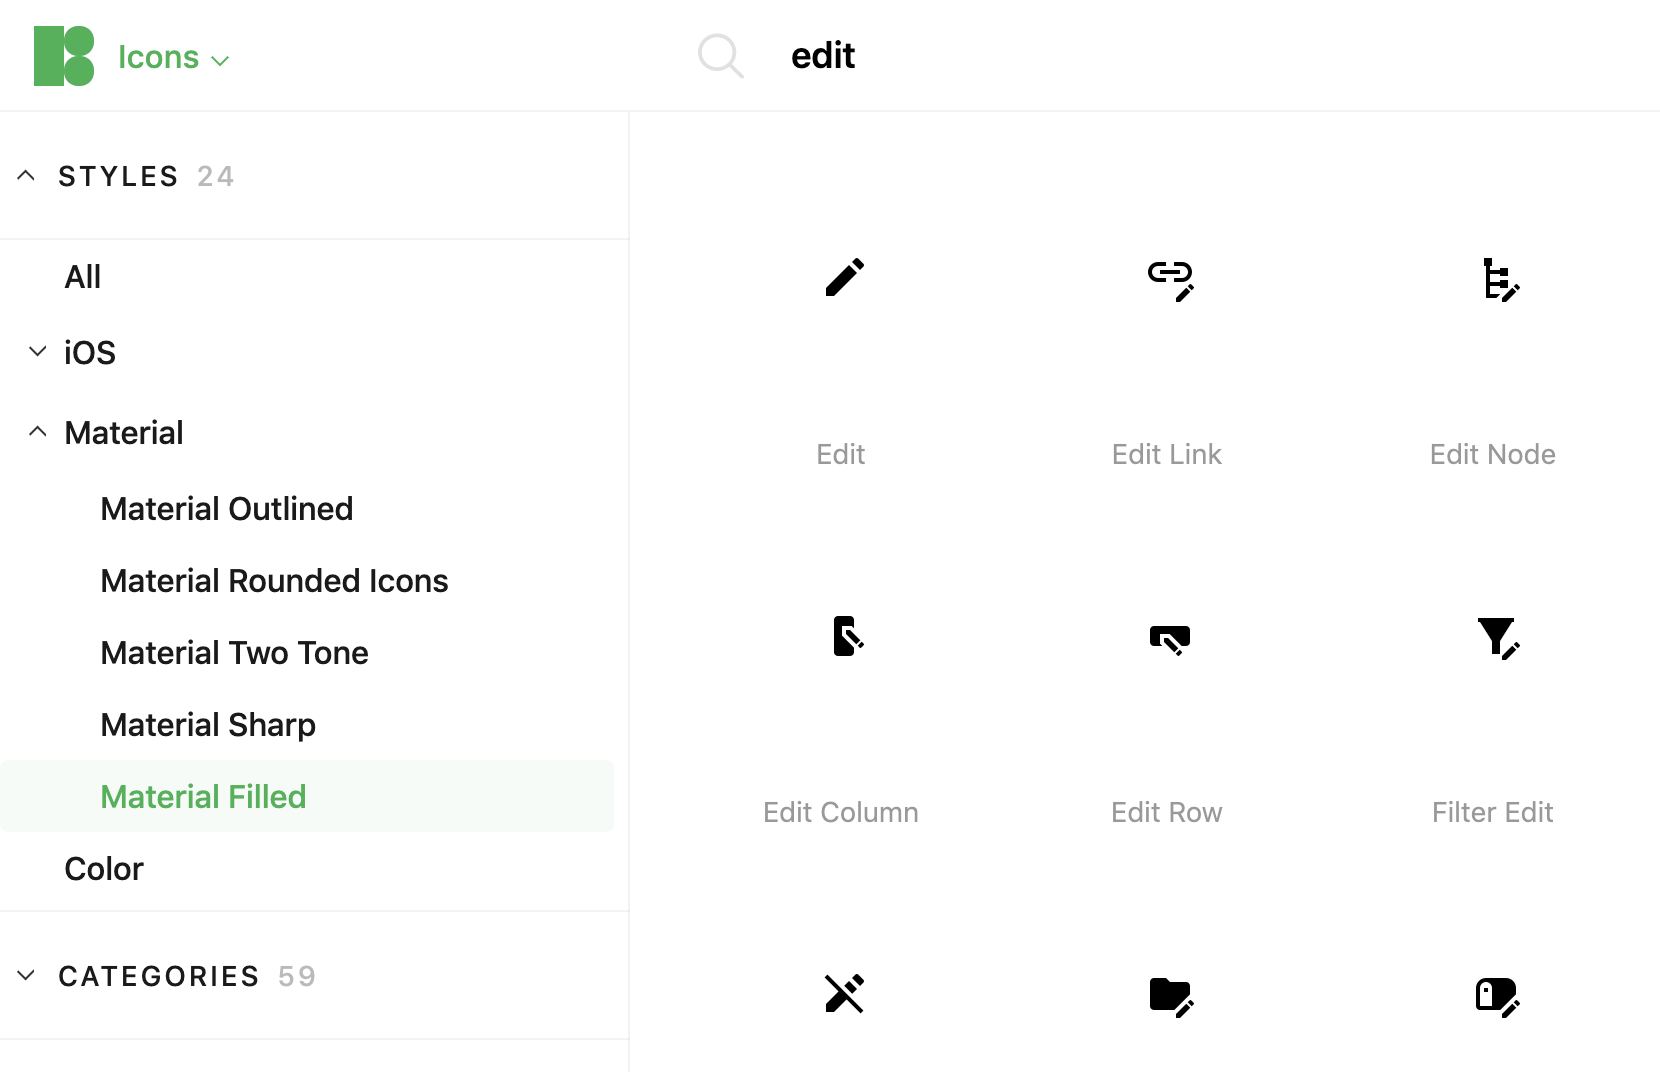 Icons
edit
STYLES 24
All
iOS
Material
Material Outlined
Material Rounded Icons
Material Two Tone
Material Sharp
Material Filled
Color
CATEGORIES 59
Edit
Edit Link
Edit Node
Edit Column
Edit Row
Filter Edit